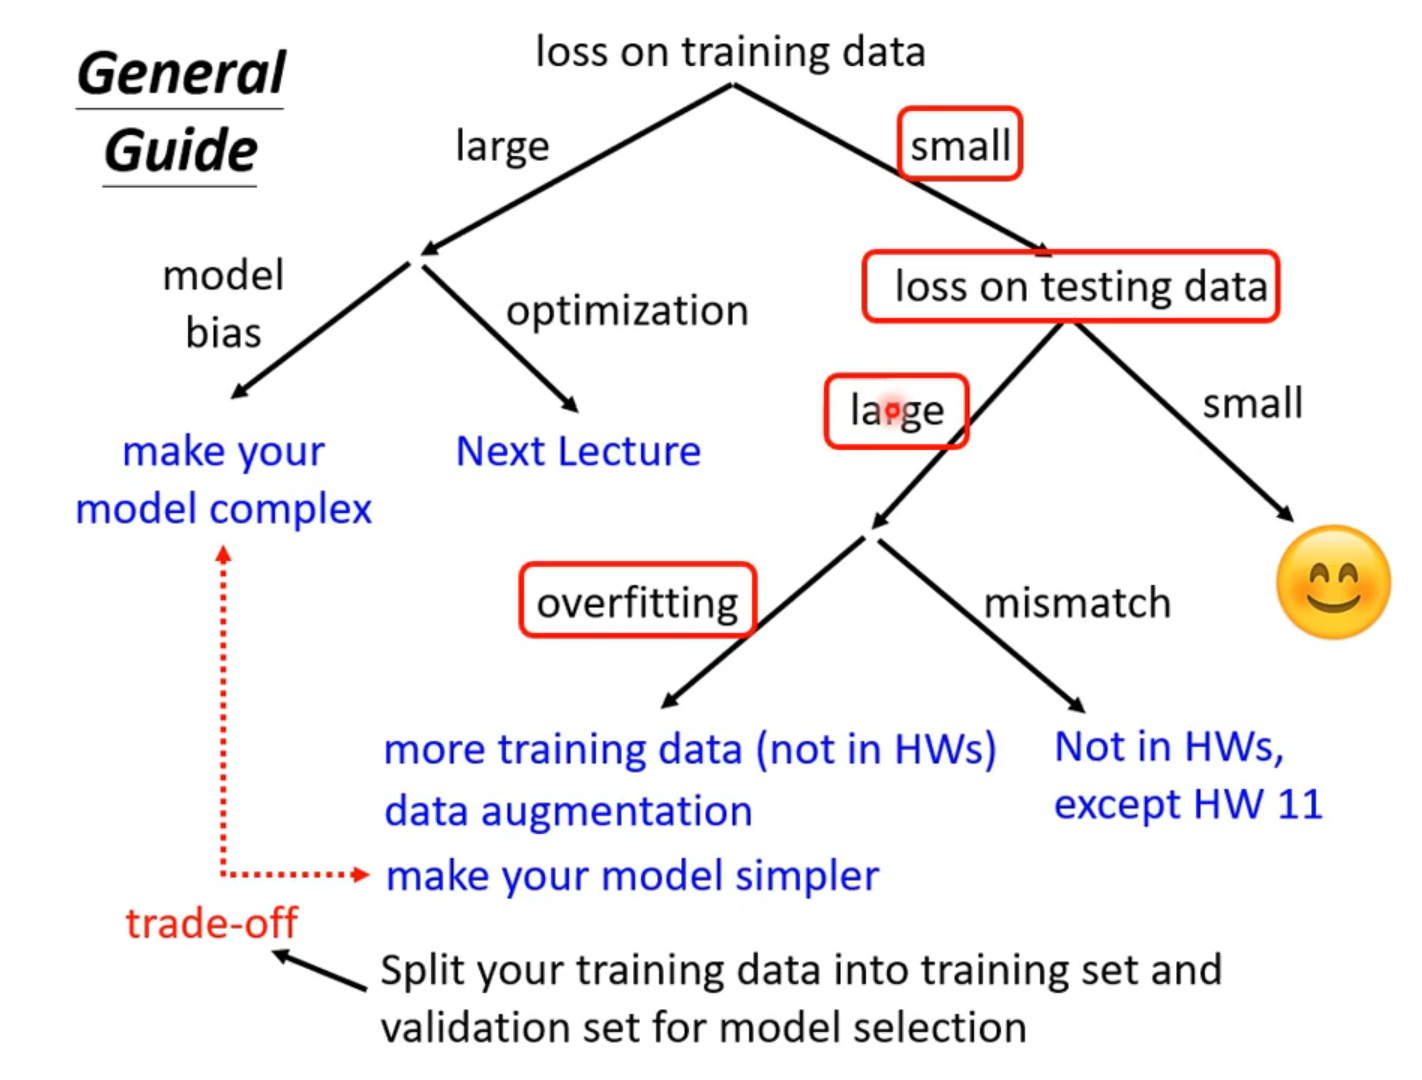 General
Guide
loss on training data
large
small
model
bias
optimization
loss on testing data
make your
model complex
Next Lecture
large
small
overfitting
mismatch
more training data (not in HWs)
data augmentation
make your model simpler
Not in HWs,
except HW 11
trade-off
Split your training data into training set and
validation set for model selection